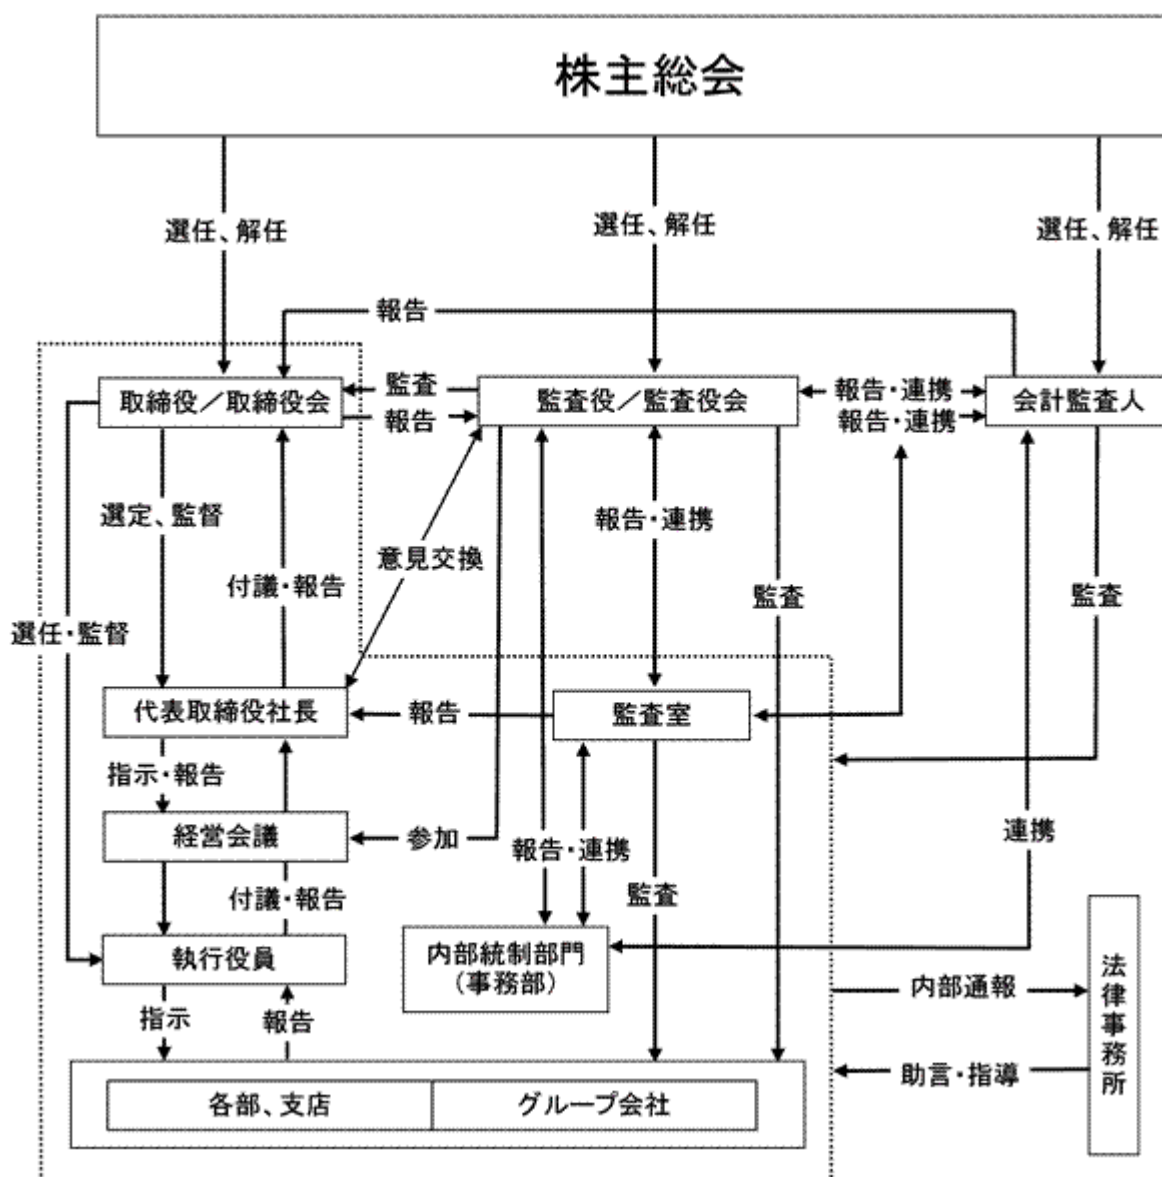 株主総会
選任、解任
選任、解任
選任、解任
報告
取締役／取締役会
監査
報告
監査役／監査役会
報告・連携
報告・連携
会計監査人
選定、監督
意見交換
報告・連携
付議・報告
監査
監査
選任・監督
代表取締役社長
報告
監査室
指示・報告
経営会議
参加
報告・連携
連携
付議・報告
監査
執行役員
内部統制部門
（事務部）
内部通報
法律事務所
指示
報告
助言・指導
各部、支店
グループ会社